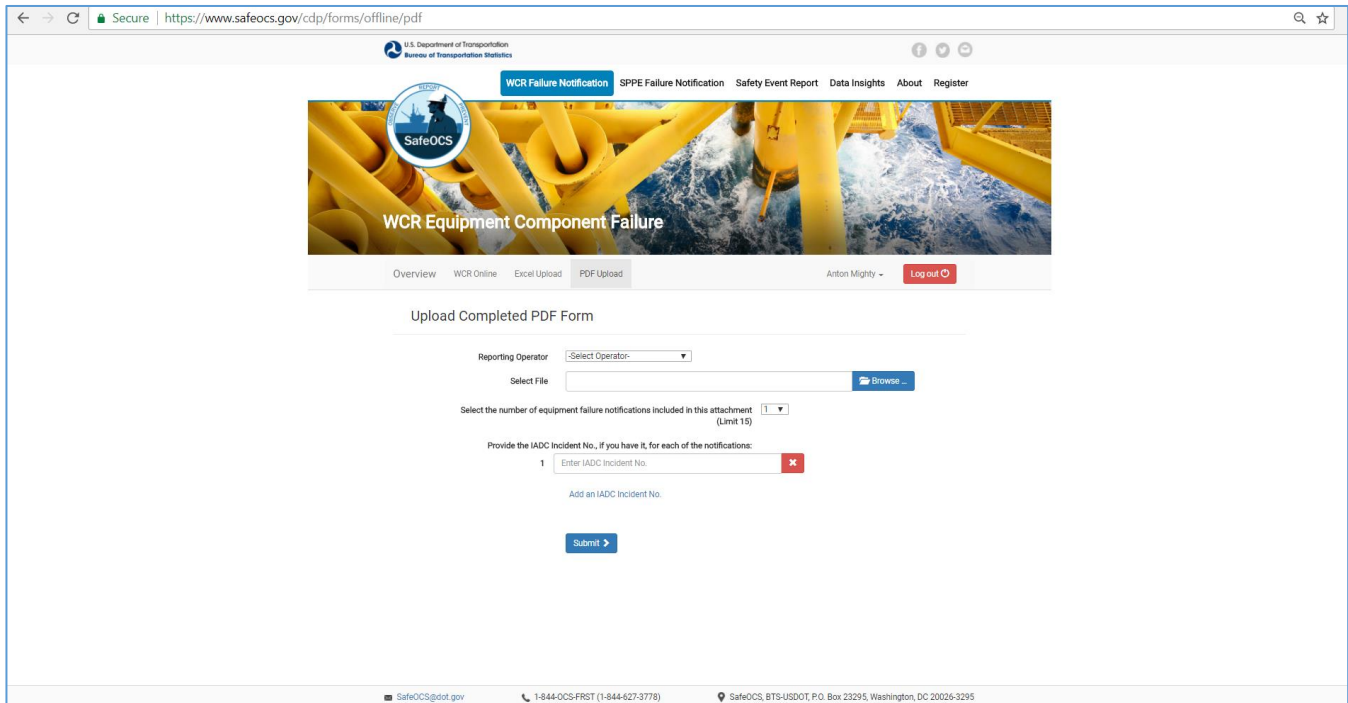 Secure | https://www.safeocs.gov/cdp/forms/offline/pdf
U.S. Department of Transportation
Bureau of Transportation Statistics
WCR Failure Notification SPPE Failure Notification Safety Event Report Data Insights About Register
OBSERVE REPORT PREVENT
SafeOCS
WCR Equipment Component Failure
Overview WCR Online Excel Upload PDF Upload Anton Mighty Log out
Upload Completed PDF Form
Reporting Operator -Select Operator-
Select File Browse ...
Select the number of equipment failure notifications included in this attachment 1
(Limit 15)
Provide the IADC Incident No., if you have it, for each of the notifications:
1 Enter IADC Incident No.
Add an IADC Incident No.
Submit
SafeOCS@dot.gov 1-844-OCS-FRST (1-844-627-3778) SafeOCS, BTS-USDOT, P.O. Box 23295, Washington, DC 20026-3295